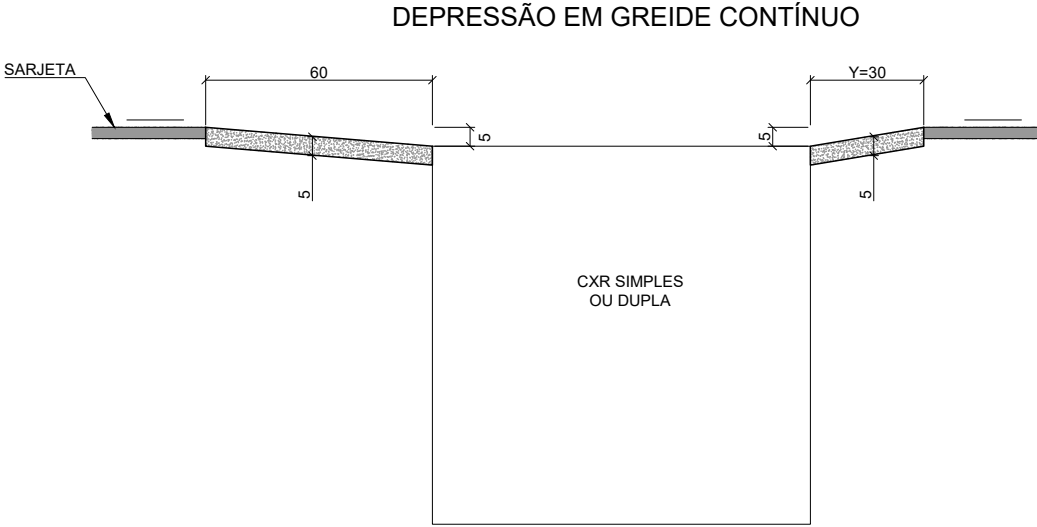 DEPRESSÃO EM GREIDE CONTÍNUO
SARJETA
60
Y=30
5
5
5
5
CXR SIMPLES
OU DUPLA